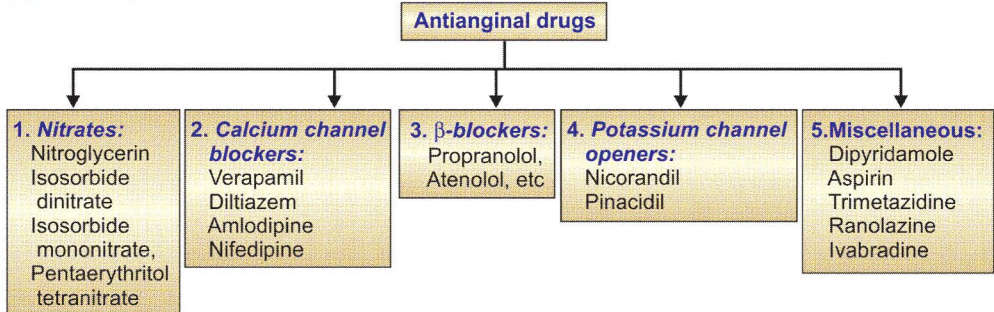 Antianginal drugs
1. Nitrates:
Nitroglycerin
Isosorbide
dinitrate
Isosorbide
mononitrate,
Pentaerythritol
tetranitrate
2. Calcium channel
blockers:
Verapamil
Diltiazem
Amlodipine
Nifedipine
3. β-blockers:
Propranolol,
Atenolol, etc
4. Potassium channel
openers:
Nicorandil
Pinacidil
5.Miscellaneous:
Dipyridamole
Aspirin
Trimetazidine
Ranolazine
Ivabradine